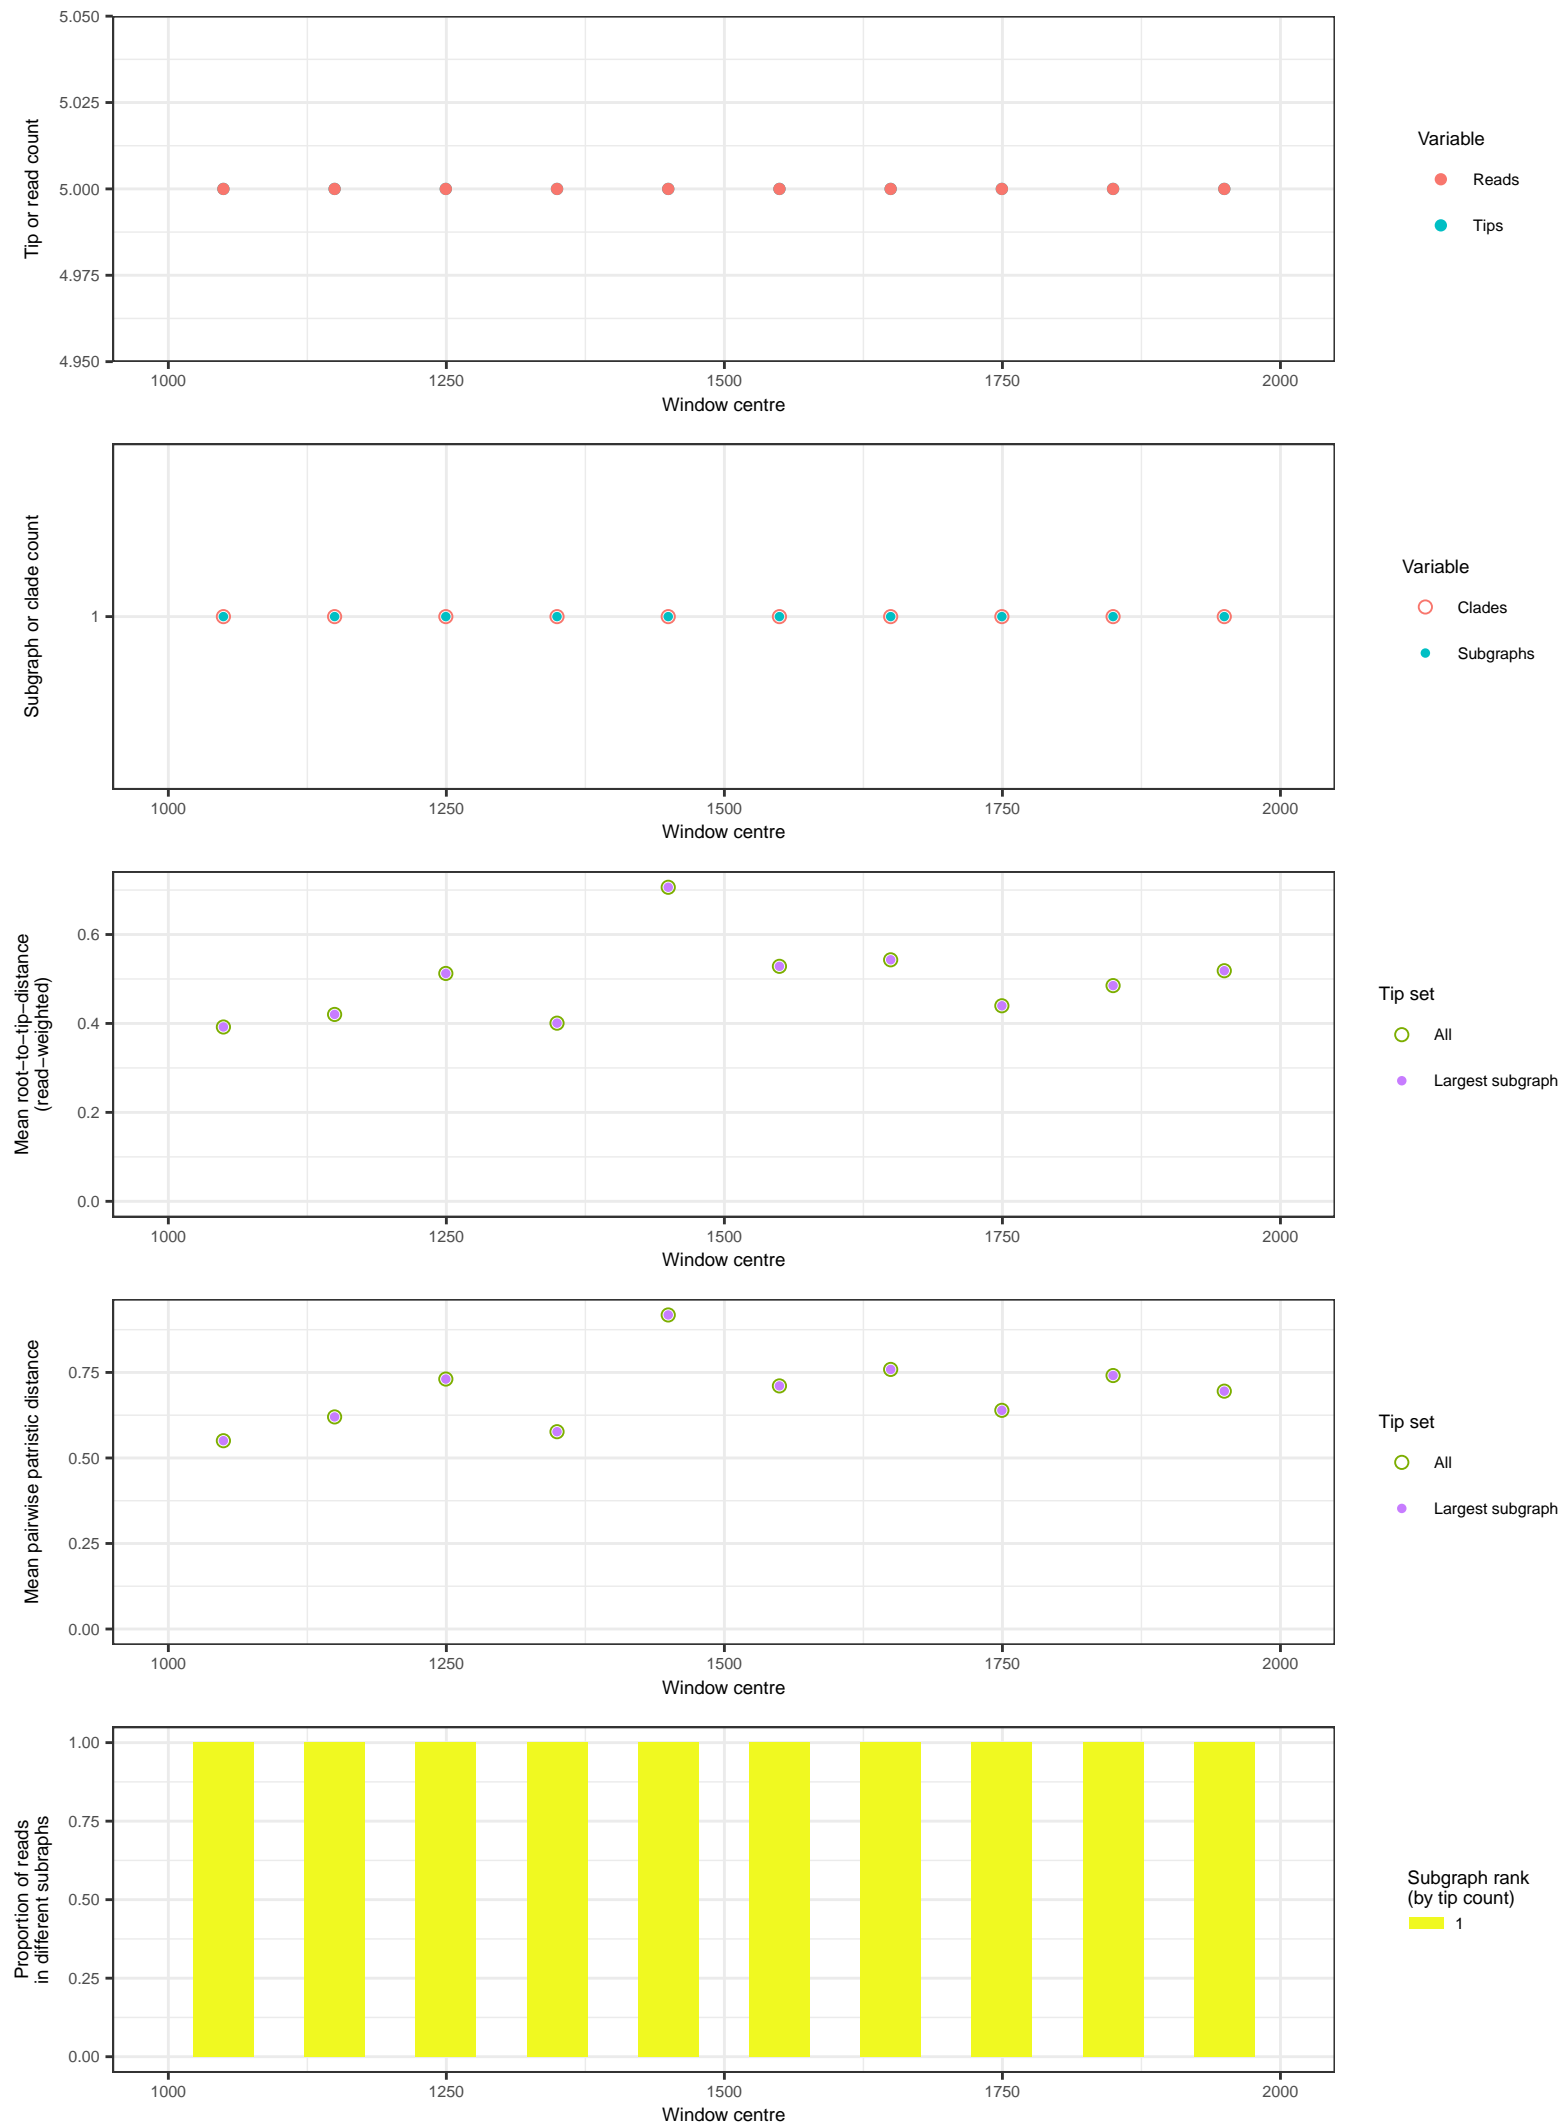 5.050
5.025
5.000
4.975
4.950
Tip or read count
1000 1250 1500 1750 2000
Window centre
Variable
Reads
Tips
1
Subgraph or clade count
1000 1250 1500 1750 2000
Window centre
Variable
Clades
Subgraphs
0.6
0.4
0.2
0.0
Mean root−to−tip−distance
(read−weighted)
1000 1250 1500 1750 2000
Window centre
Tip set
All
Largest subgraph
0.75
0.50
0.25
0.00
Mean pairwise patristic distance
1000 1250 1500 1750 2000
Window centre
Tip set
All
Largest subgraph
1.00
0.75
0.50
0.25
0.00
Proportion of reads
in different subraphs
1000 1250 1500 1750 2000
Window centre
Subgraph rank
(by tip count)
1